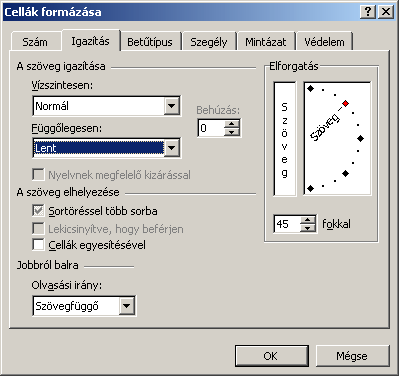 Cellák formázása
Szám Igazítás Betűtípus Szegély Mintázat Védelem
A szöveg igazítása
Vízszintesen:
Normál
Behúzás:
Függőlegesen:
0
Lent
Nyelvnek megfelelő kizárással
A szöveg elhelyezése
Sortöréssel több sorba
Lekicsinyítve, hogy beférjen
Cellák egyesítésével
Jobbról balra
Olvasási irány:
Szövegfüggő
Elforgatás
Szöveg
Szöveg
45 fokkal
OK Mégse